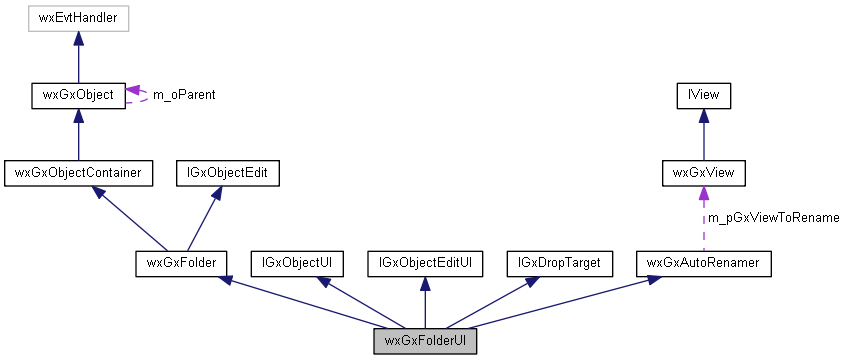 wxEvtHandler
wxGxObject
m_oParent
IView
wxGxObjectContainer
IGxObjectEdit
wxGxView
m_pGxViewToRename
wxGxFolder
IGxObjectUI
IGxObjectEditUI
IGxDropTarget
wxGxAutoRenamer
wxGxFolderUI